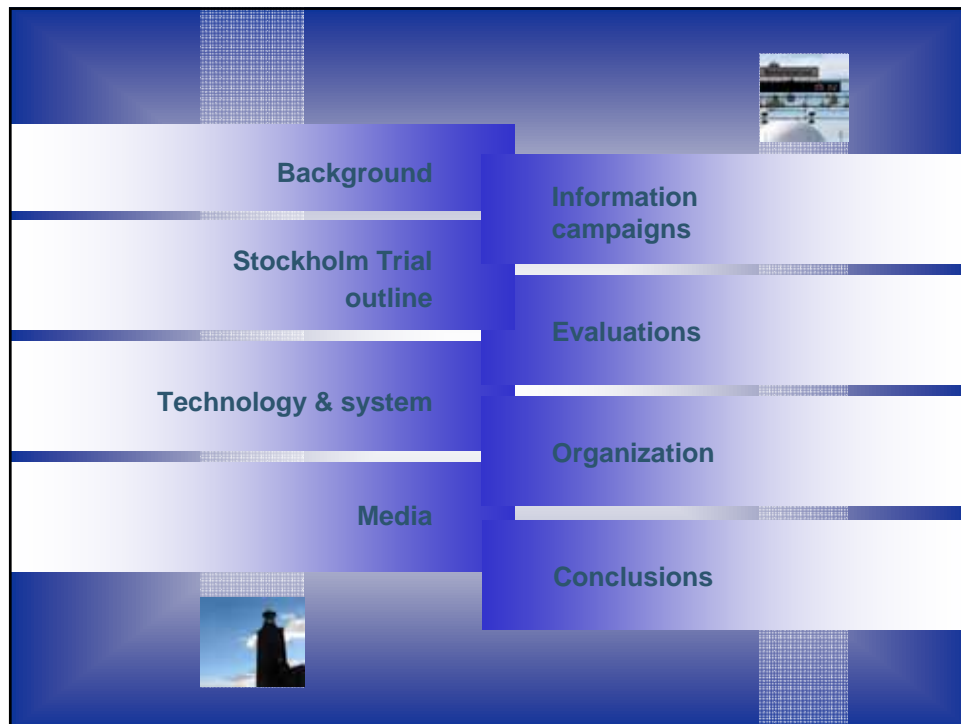 Background
Stockholm Trial
outline
Technology & system
Media
Information
campaigns
Evaluations
Organization
Conclusions